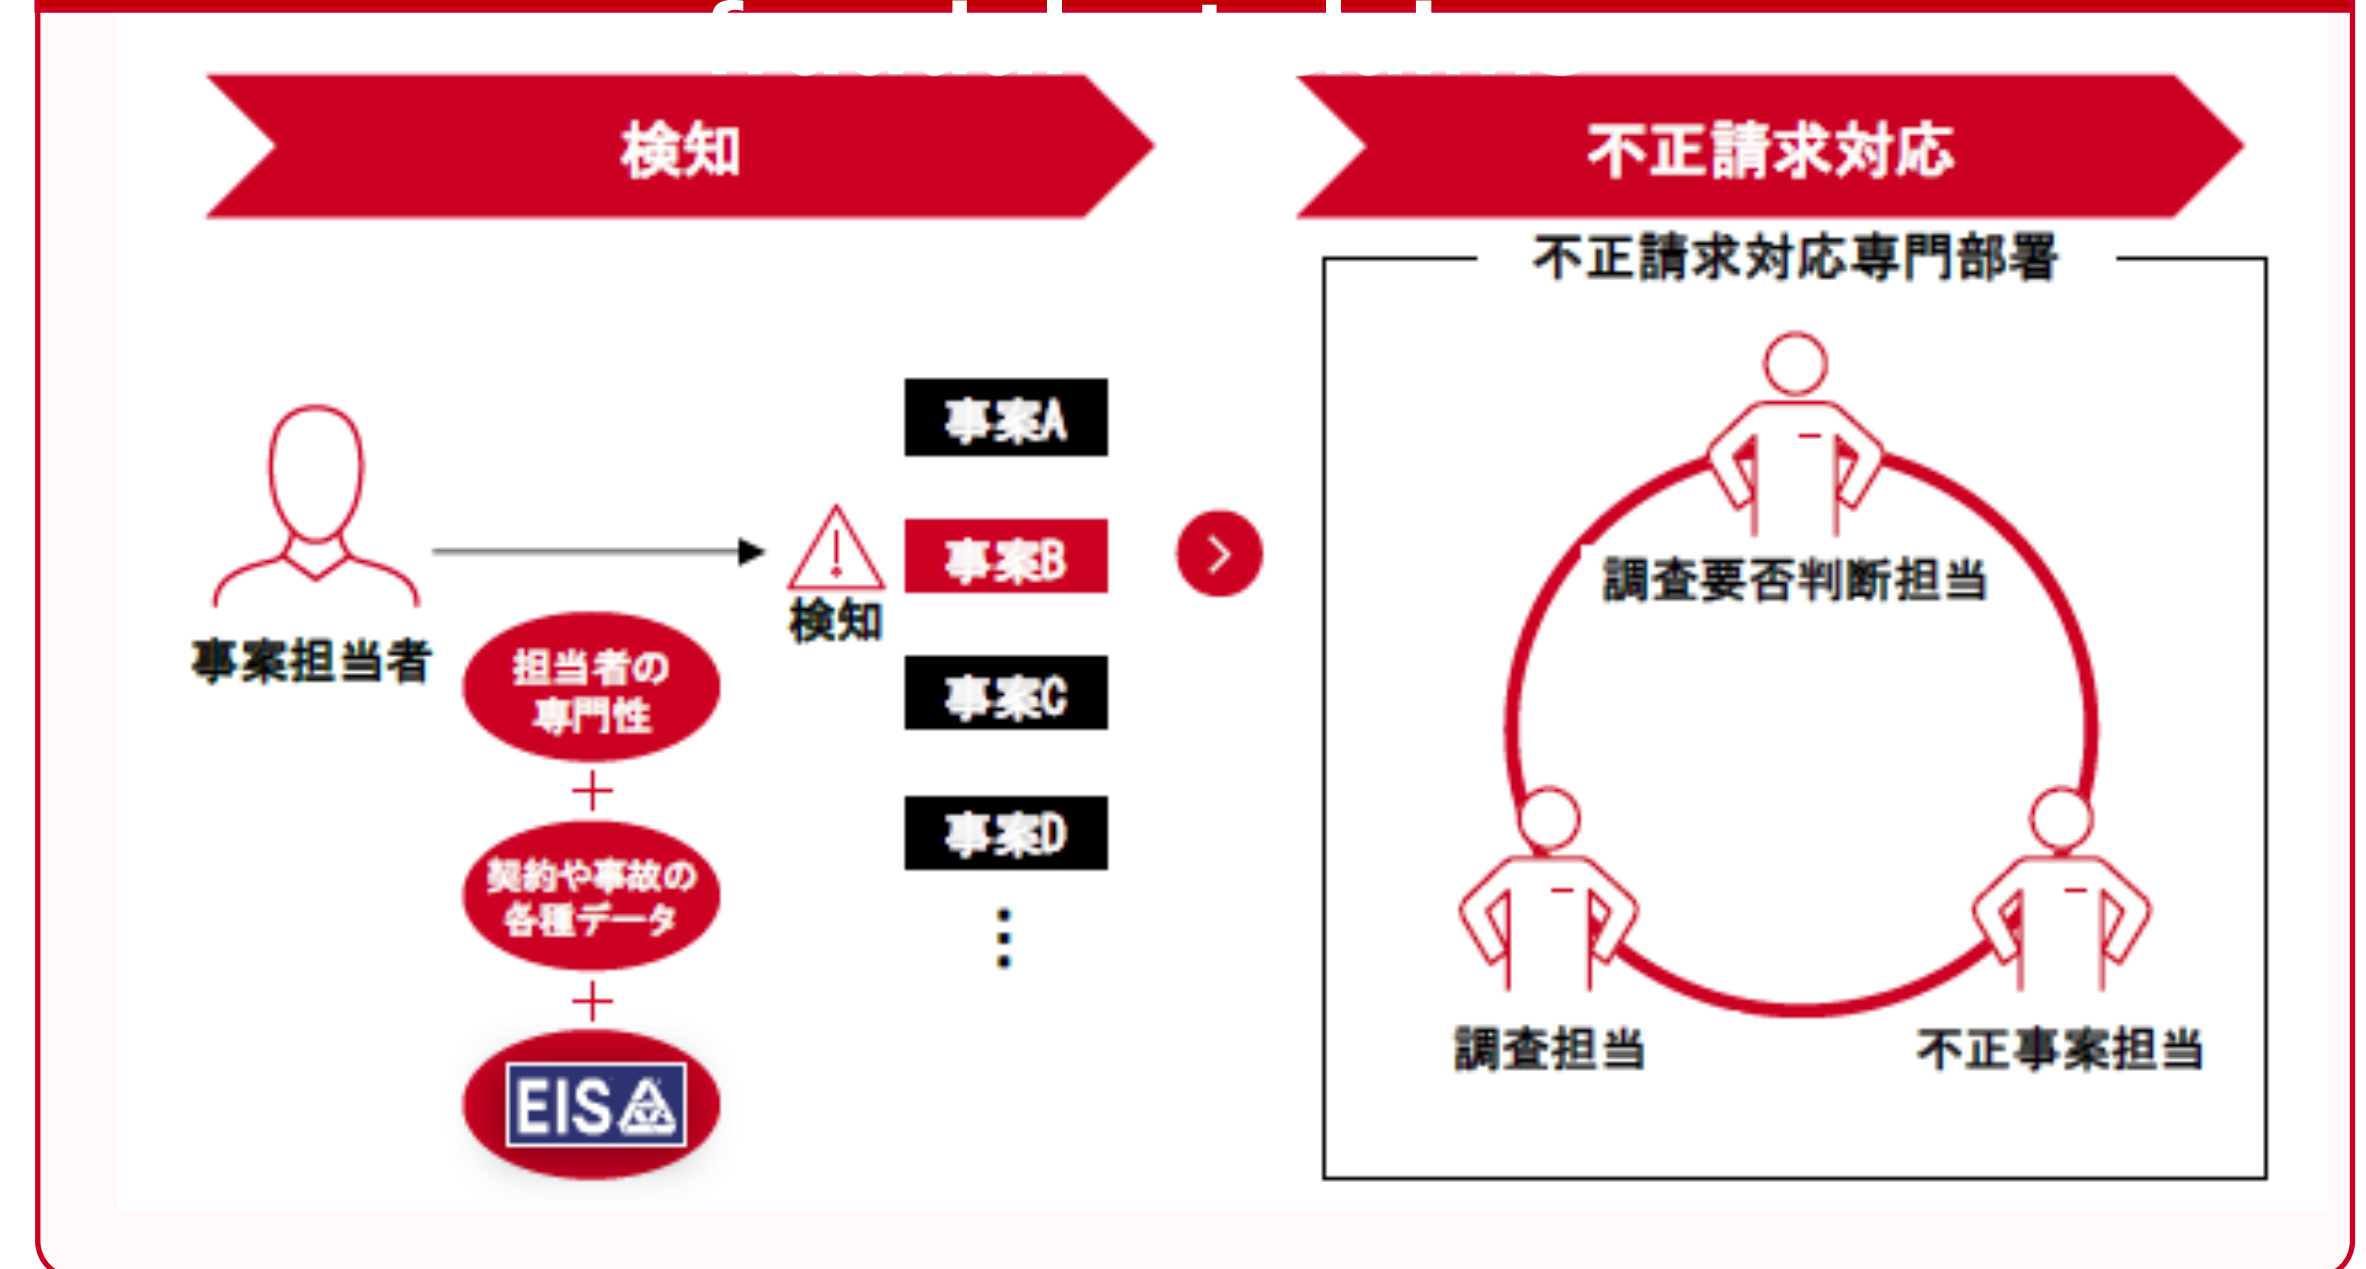 検知
不正請求対応
不正請求対応専門部署
事案担当者
担当者の
専門性
+
契約や事故の
各種データ
+
EIS
検知
事案A
事案B
事案C
事案D
⋮
調査要否判断担当
調査担当
不正事案担当